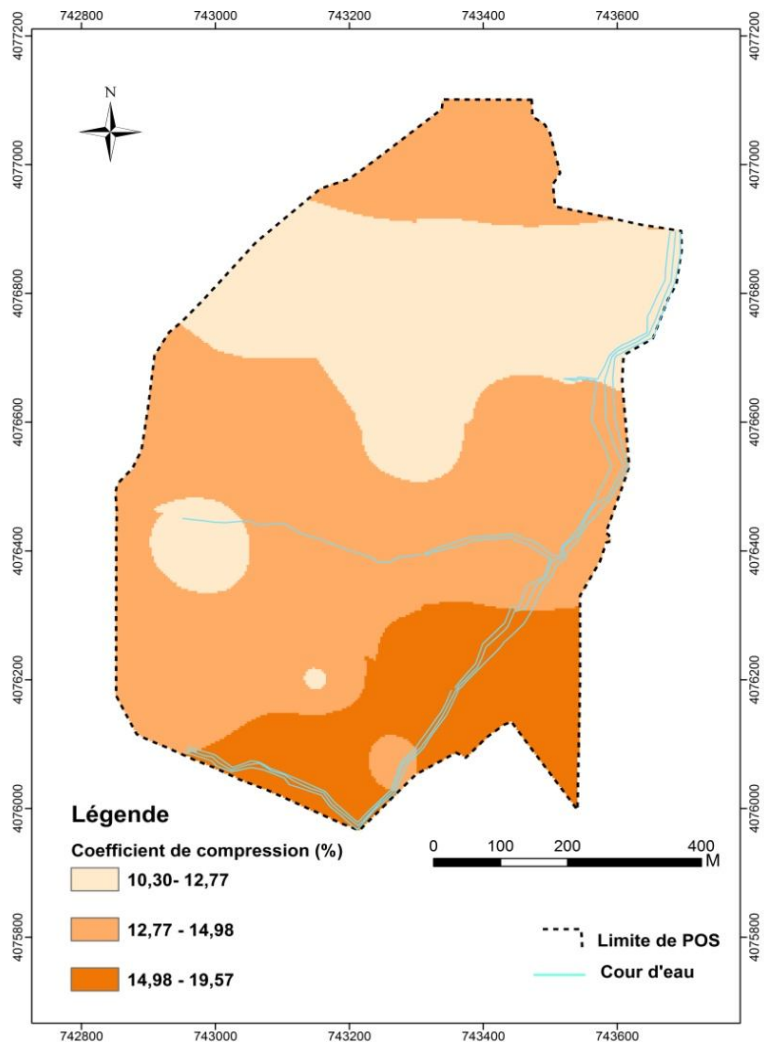 742800 743000 743200 743400 743600
4077200 4077200
N
4077000 4077000
4076800 4076800
4076600 4076600
4076400 4076400
4076200 4076200
4076000 4076000
Légende
Coefficient de compression (%)
0 100 200 400
M
10,30- 12,77
12,77 - 14,98
Limite de POS
4075800 4075800
14,98 - 19,57
Cour d'eau
742800 743000 743200 743400 743600